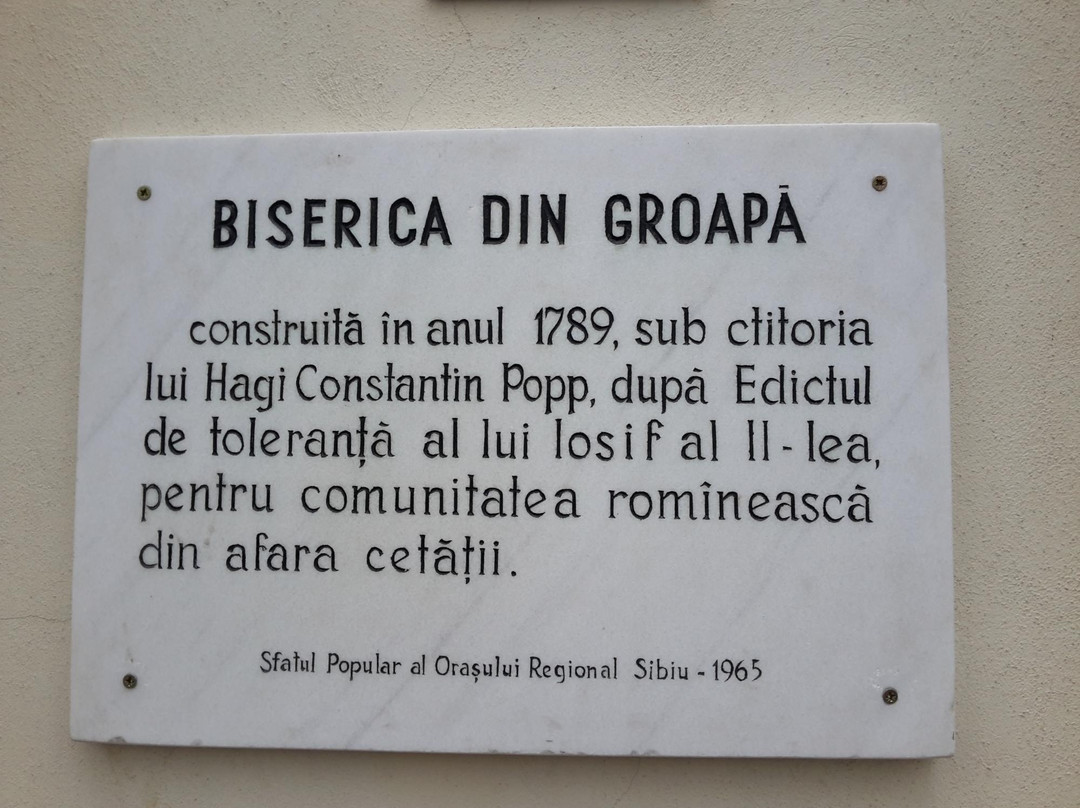 BISERICA DIN GROAPĂ
construită în anul 1789, sub ctitoria
lui Hagi Constantin Popp, după Edictul
de toleranță al lui Iosif al II-lea,
pentru comunitatea romînească
din afara cetății.
Sfatul Popular al Orașului Regional Sibiu - 1965